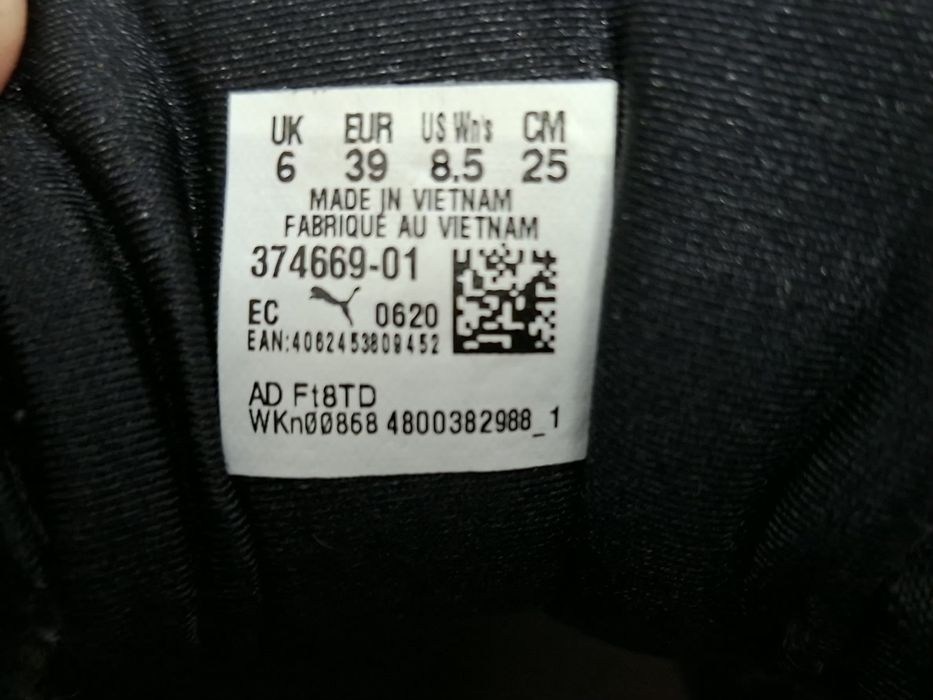 UK EUR US Wn's CM
6 39 8.5 25
MADE IN VIETNAM
FABRIQUÉ AU VIETNAM
374669-01
EC 0620
EAN:4062453809452
AD Ft8TD
WKn00868 4800382988_1